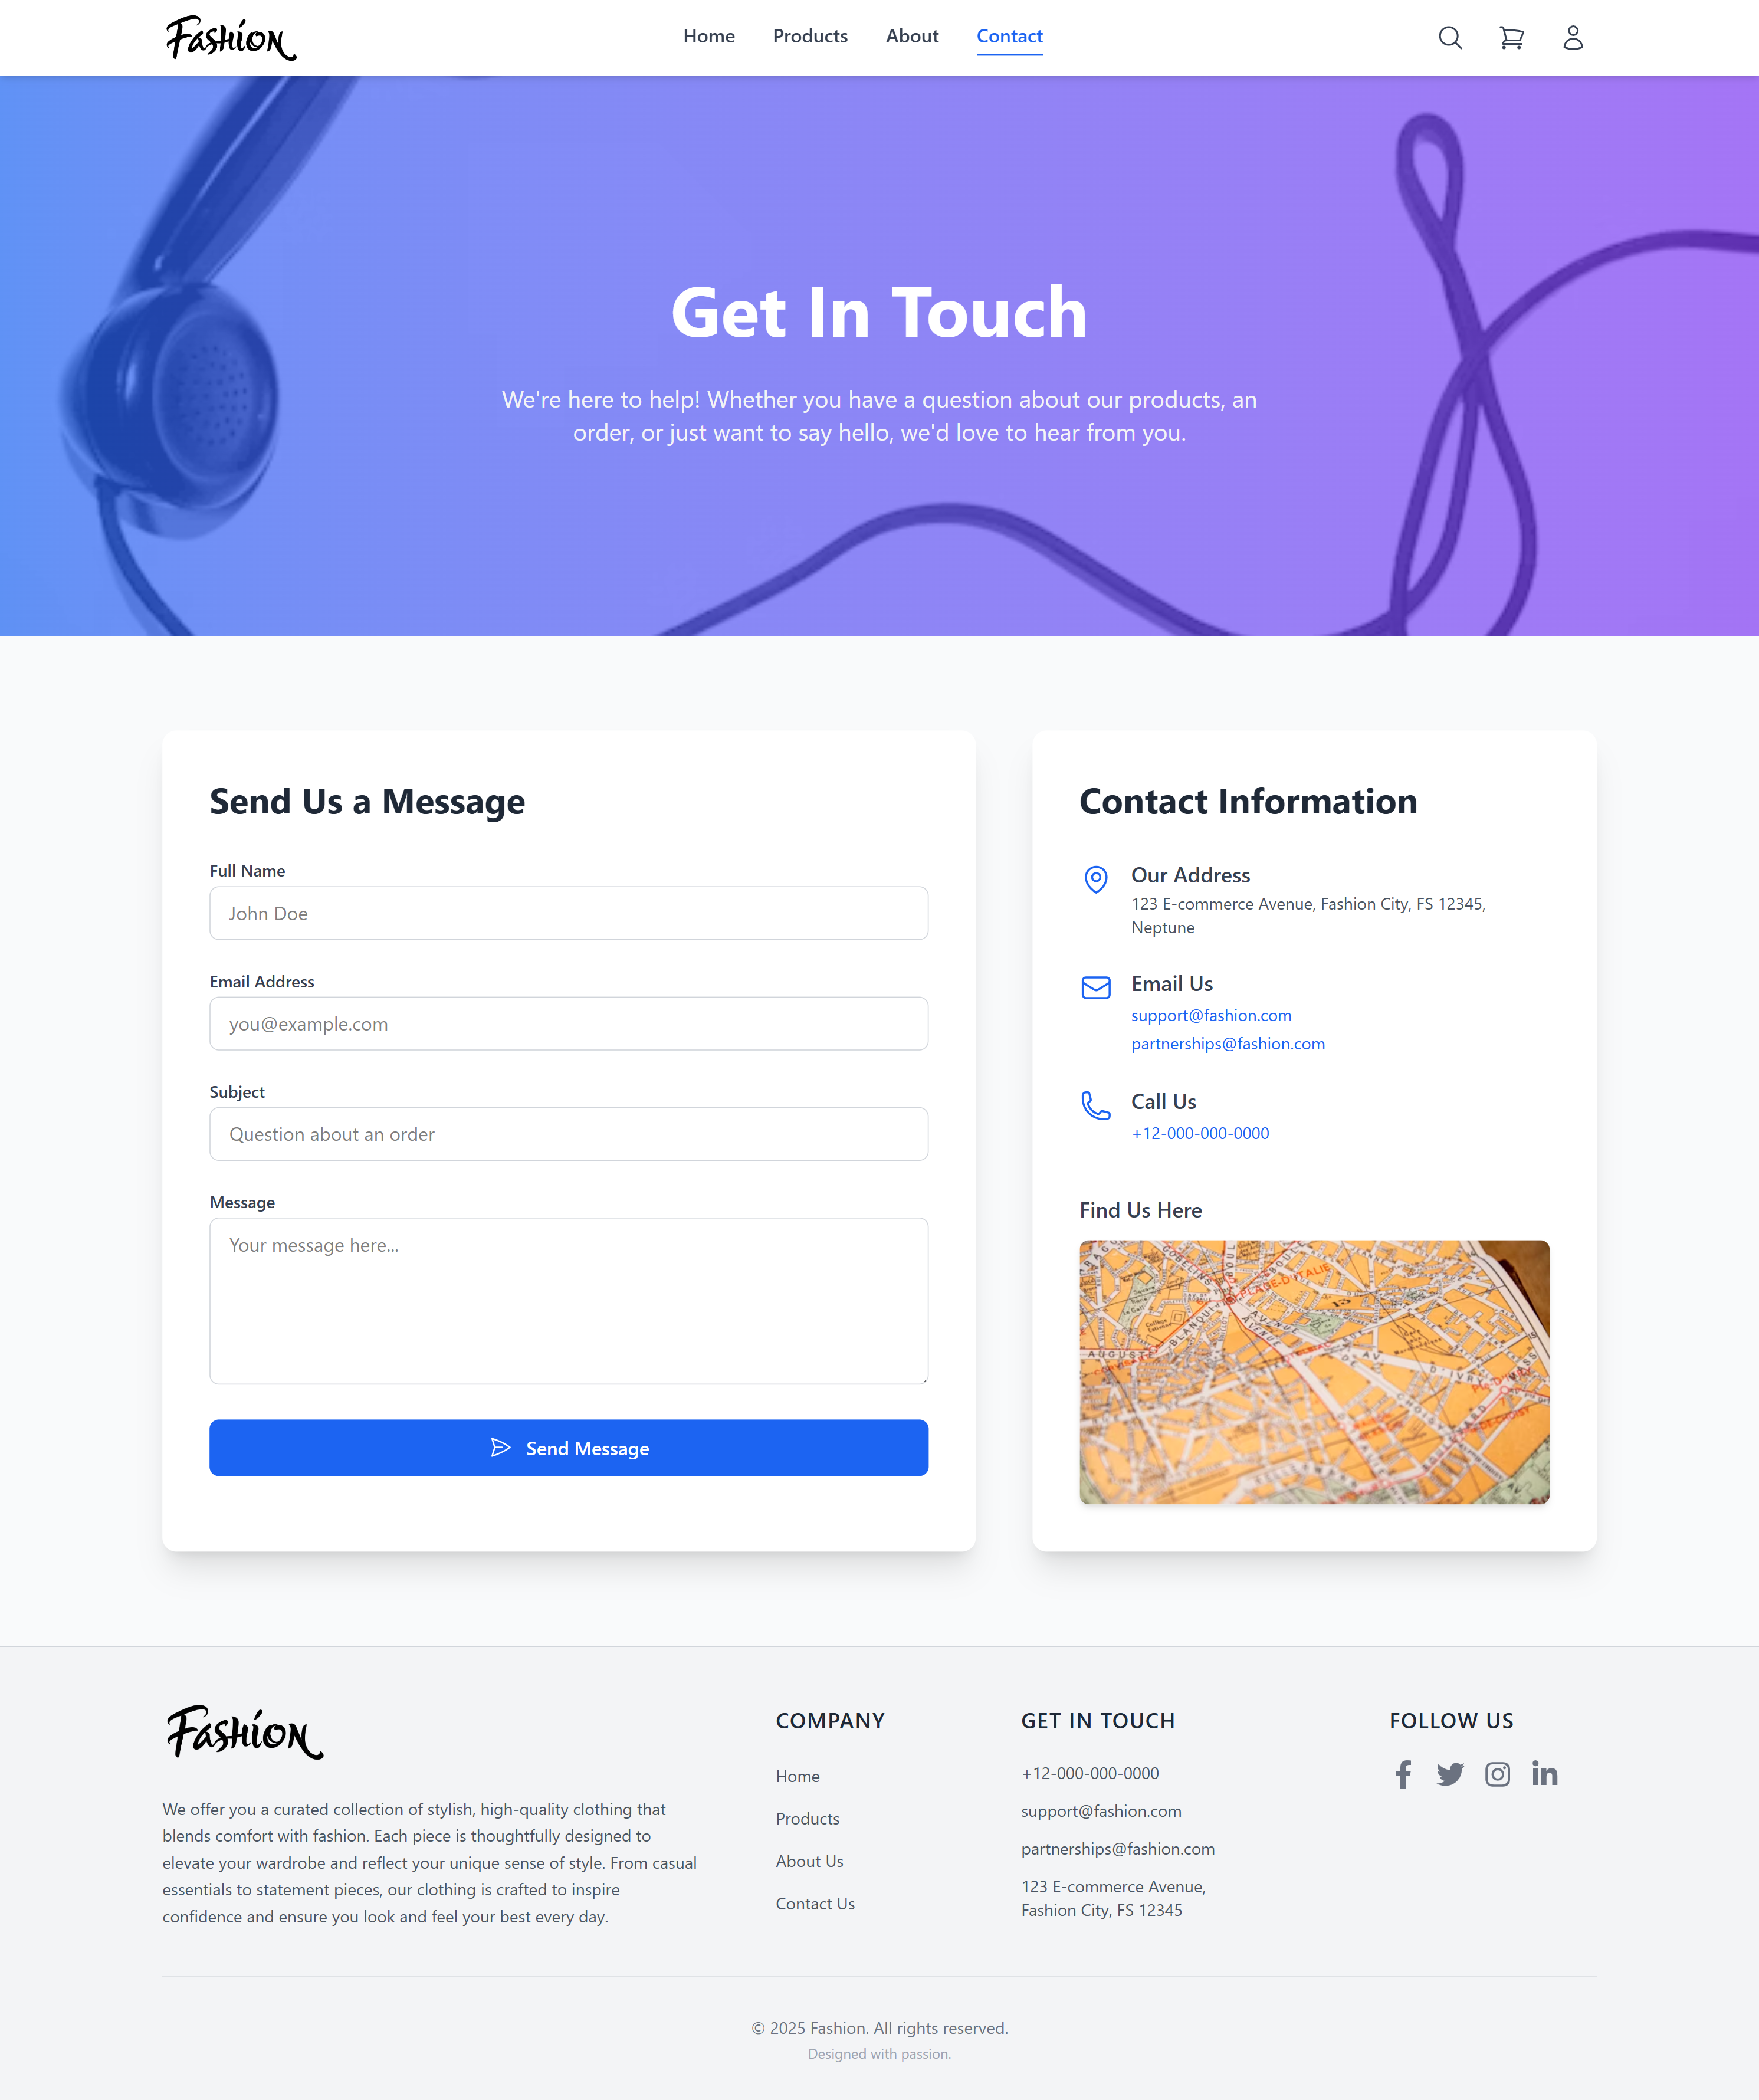 Fashion
Home
Products
About
Contact
Get In Touch
We're here to help! Whether you have a question about our products, an
order, or just want to say hello, we'd love to hear from you.
Send Us a Message
Full Name
John Doe
Email Address
you@example.com
Subject
Question about an order
Message
Your message here...
Send Message
Contact Information
Our Address
123 E-commerce Avenue, Fashion City, FS 12345,
Neptune
Email Us
support@fashion.com
partnerships@fashion.com
Call Us
+12-000-000-0000
Find Us Here
PLACE-D'ITALIE
BLANQUI
AUGUSTE
Fashion
We offer you a curated collection of stylish, high-quality clothing that
blends comfort with fashion. Each piece is thoughtfully designed to
elevate your wardrobe and reflect your unique sense of style. From casual
essentials to statement pieces, our clothing is crafted to inspire
confidence and ensure you look and feel your best every day.
COMPANY
Home
Products
About Us
Contact Us
GET IN TOUCH
+12-000-000-0000
support@fashion.com
partnerships@fashion.com
123 E-commerce Avenue,
Fashion City, FS 12345
FOLLOW US
© 2025 Fashion. All rights reserved.
Designed with passion.